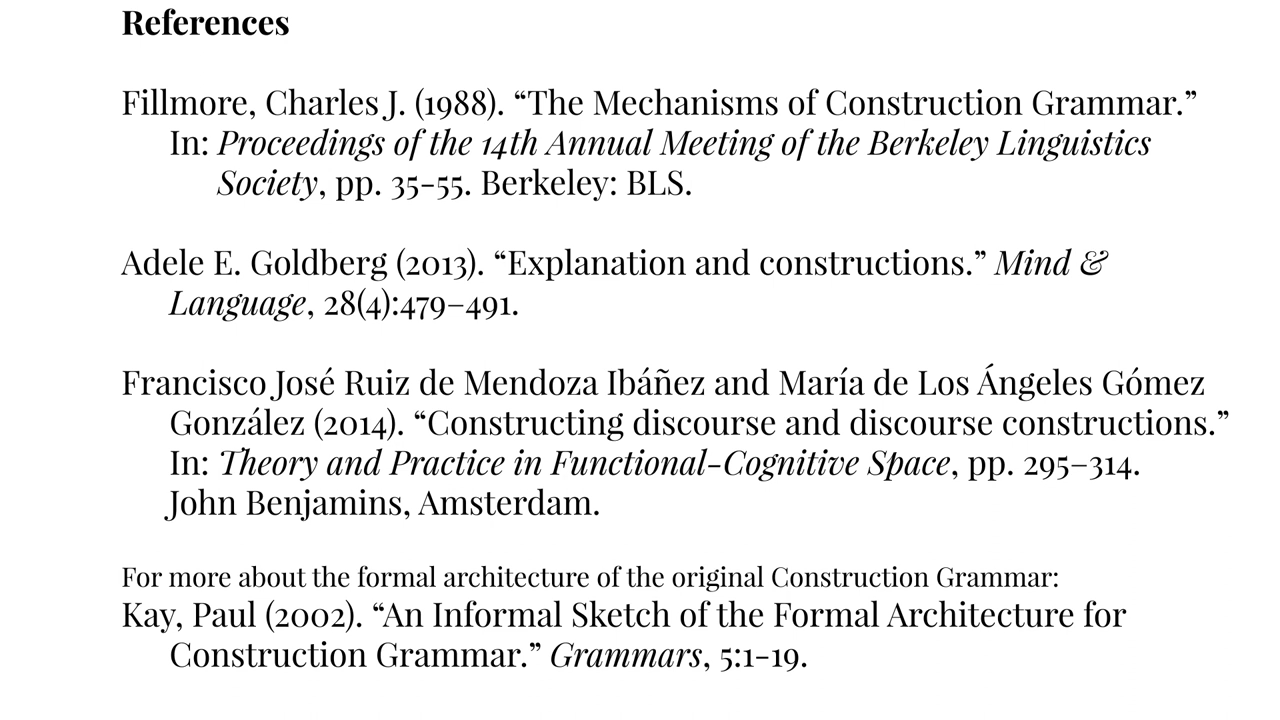 References
Fillmore, Charles J. (1988). “The Mechanisms of Construction Grammar.”
In: Proceedings of the 14th Annual Meeting of the Berkeley Linguistics
Society, pp. 35-55. Berkeley: BLS.
Adele E. Goldberg (2013). “Explanation and constructions.” Mind &
Language, 28(4):479–491.
Francisco José Ruiz de Mendoza Ibáñez and María de Los Ángeles Gómez
González (2014). “Constructing discourse and discourse constructions.”
In: Theory and Practice in Functional-Cognitive Space, pp. 295–314.
John Benjamins, Amsterdam.
For more about the formal architecture of the original Construction Grammar:
Kay, Paul (2002). “An Informal Sketch of the Formal Architecture for
Construction Grammar.” Grammars, 5:1-19.